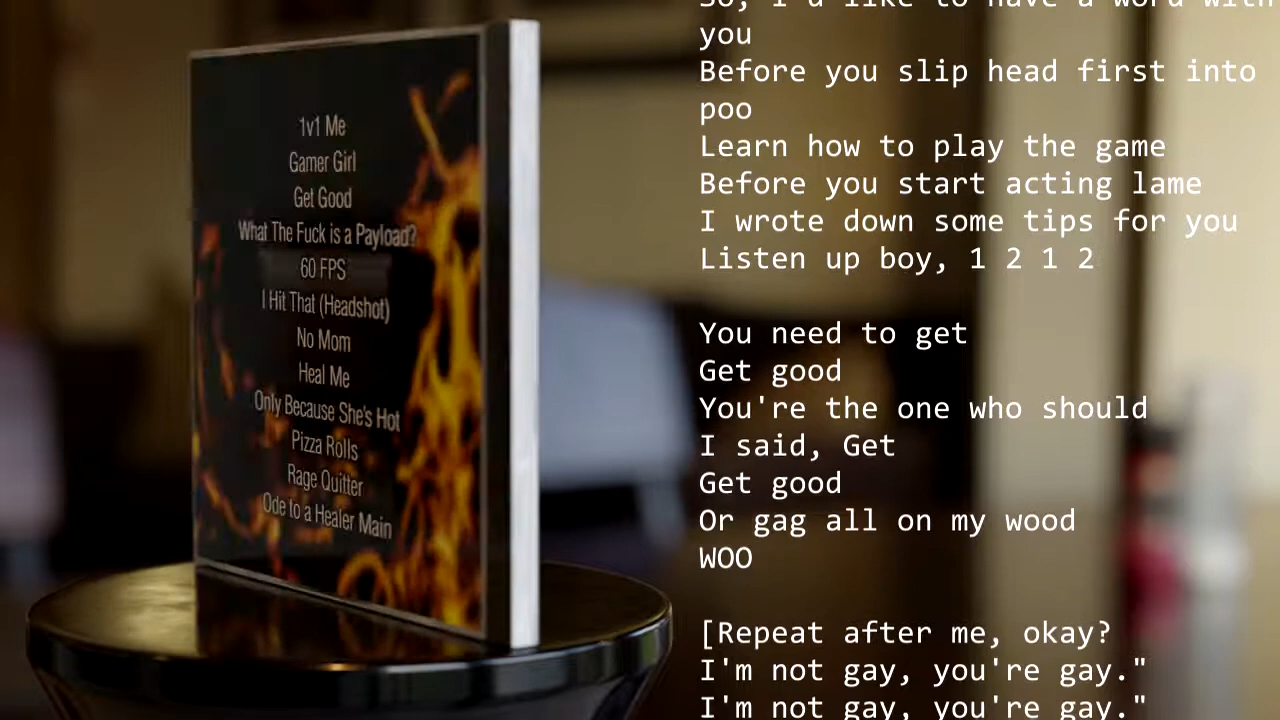 1v1 Me
Gamer Girl
Get Good
What The Fuck is a Payload?
60 FPS
I Hit That (Headshot)
No Mom
Heal Me
Only Because She's Hot
Pizza Rolls
Rage Quitter
Ode to a Healer Main
So, I'd like to have a word with
you
Before you slip head first into
poo
Learn how to play the game
Before you start acting lame
I wrote down some tips for you
Listen up boy, 1 2 1 2
You need to get
Get good
You're the one who should
I said, Get
Get good
Or gag all on my wood
WOO
[Repeat after me, okay?
I'm not gay, you're gay."
I'm not gay, you're gay."